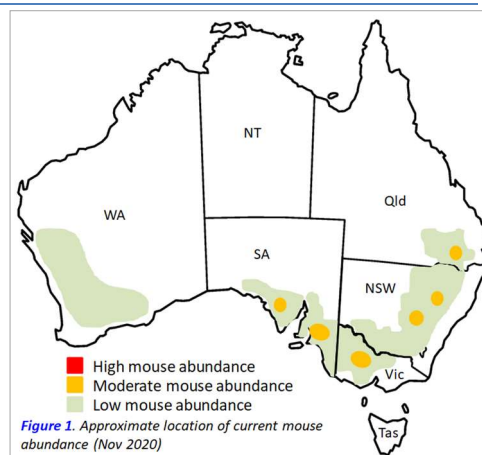 NT
WA
Qld
SA
NSW
High mouse abundance
Moderate mouse abundance
Low mouse abundance
Vic
Figure 1. Approximate location of current mouse
abundance (Nov 2020)
Tas